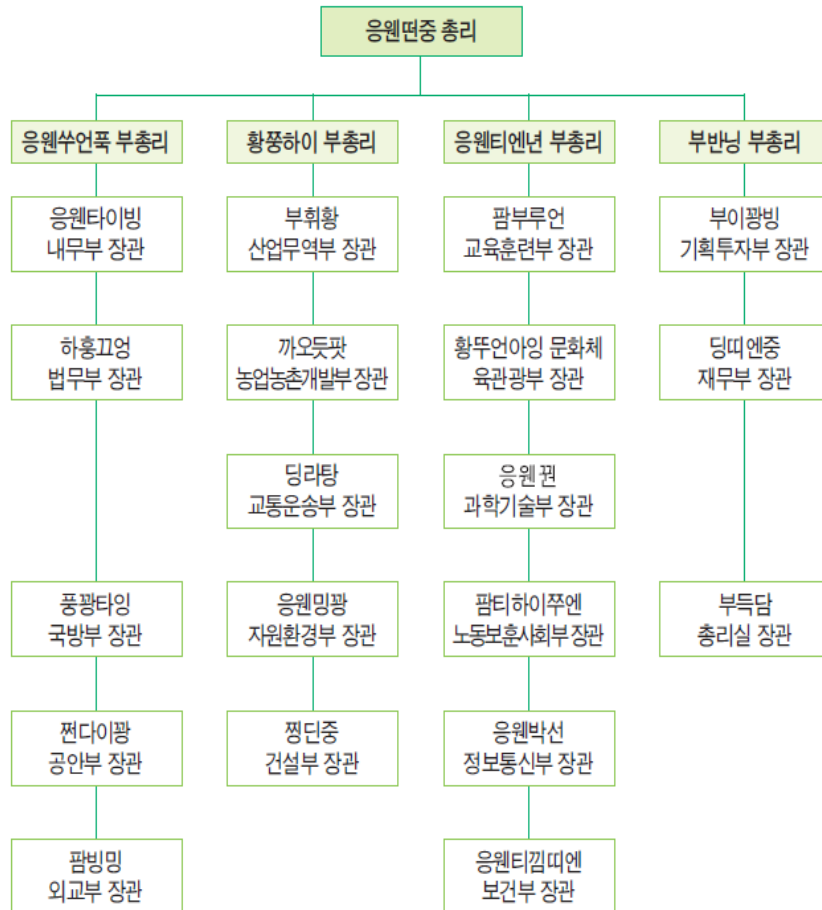 응웬떤중 총리
응웬쑤언푹 부총리
황쭝하이 부총리
응웬티엔년 부총리
부반닝 부총리
응웬타이빙
내무부 장관
부휘황
산업무역부 장관
팜부루언
교육훈련부 장관
부이꽝빙
기획투자부 장관
하훙끄엉
법무부 장관
까오듯팟
농업농촌개발부 장관
황뚜언아잉 문화체
육관광부 장관
딩띠엔중
재무부 장관
딩라탕
교통운송부 장관
응웬꿘
과학기술부 장관
풍꽝타잉
국방부 장관
응웬밍꽝
자원환경부 장관
팜티하이쭈엔
노동보훈사회부 장관
부득담
총리실 장관
쩐다이꽝
공안부 장관
찡딘중
건설부 장관
응웬박선
정보통신부 장관
팜빙밍
외교부 장관
응웬티낌띠엔
보건부 장관